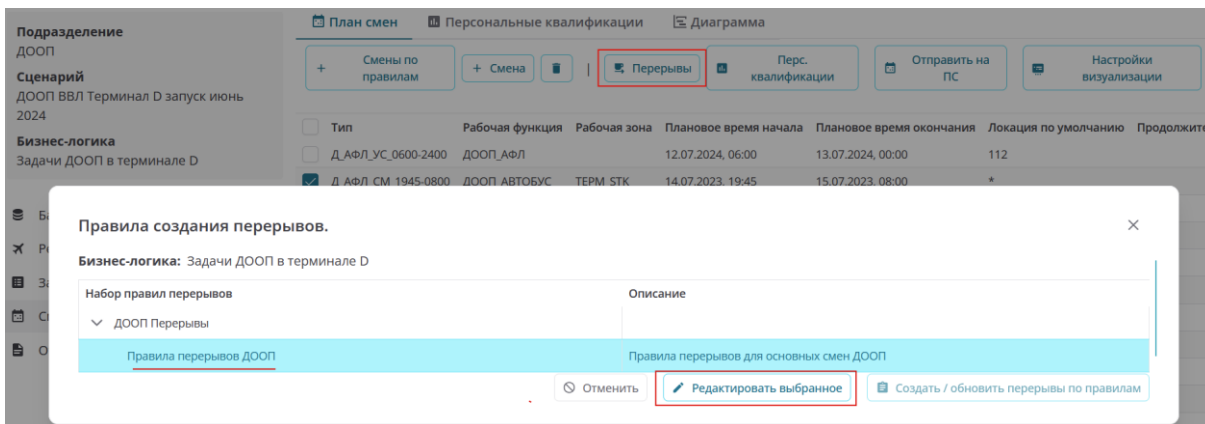 Подразделение
ДООП
Сценарий
ДООП ВВЛ Терминал D запуск июнь
2024
Бизнес-логика
Задачи ДООП в терминале D
План смен Персональные квалификации Диаграмма
+ Смены по правилам + Смена | Перерывы Перс. квалификации Отправить на ПС Настройки визуализации
Тип Рабочая функция Рабочая зона Плановое время начала Плановое время окончания Локация по умолчанию Продолжите
Д_АФЛ_УС_0600-2400 ДООП_АФЛ 12.07.2024, 06:00 13.07.2024, 00:00 112
Д_АФЛ_СМ_1945-0800 ДООП_АВТОБУС ТЕРМ_STK 14.07.2023, 19:45 15.07.2023, 08:00 *
Правила создания перерывов.
Бизнес-логика: Задачи ДООП в терминале D
Набор правил перерывов Описание
ДООП Перерывы
Правила перерывов ДООП Правила перерывов для основных смен ДООП
Отменить Редактировать выбранное Создать / обновить перерывы по правилам